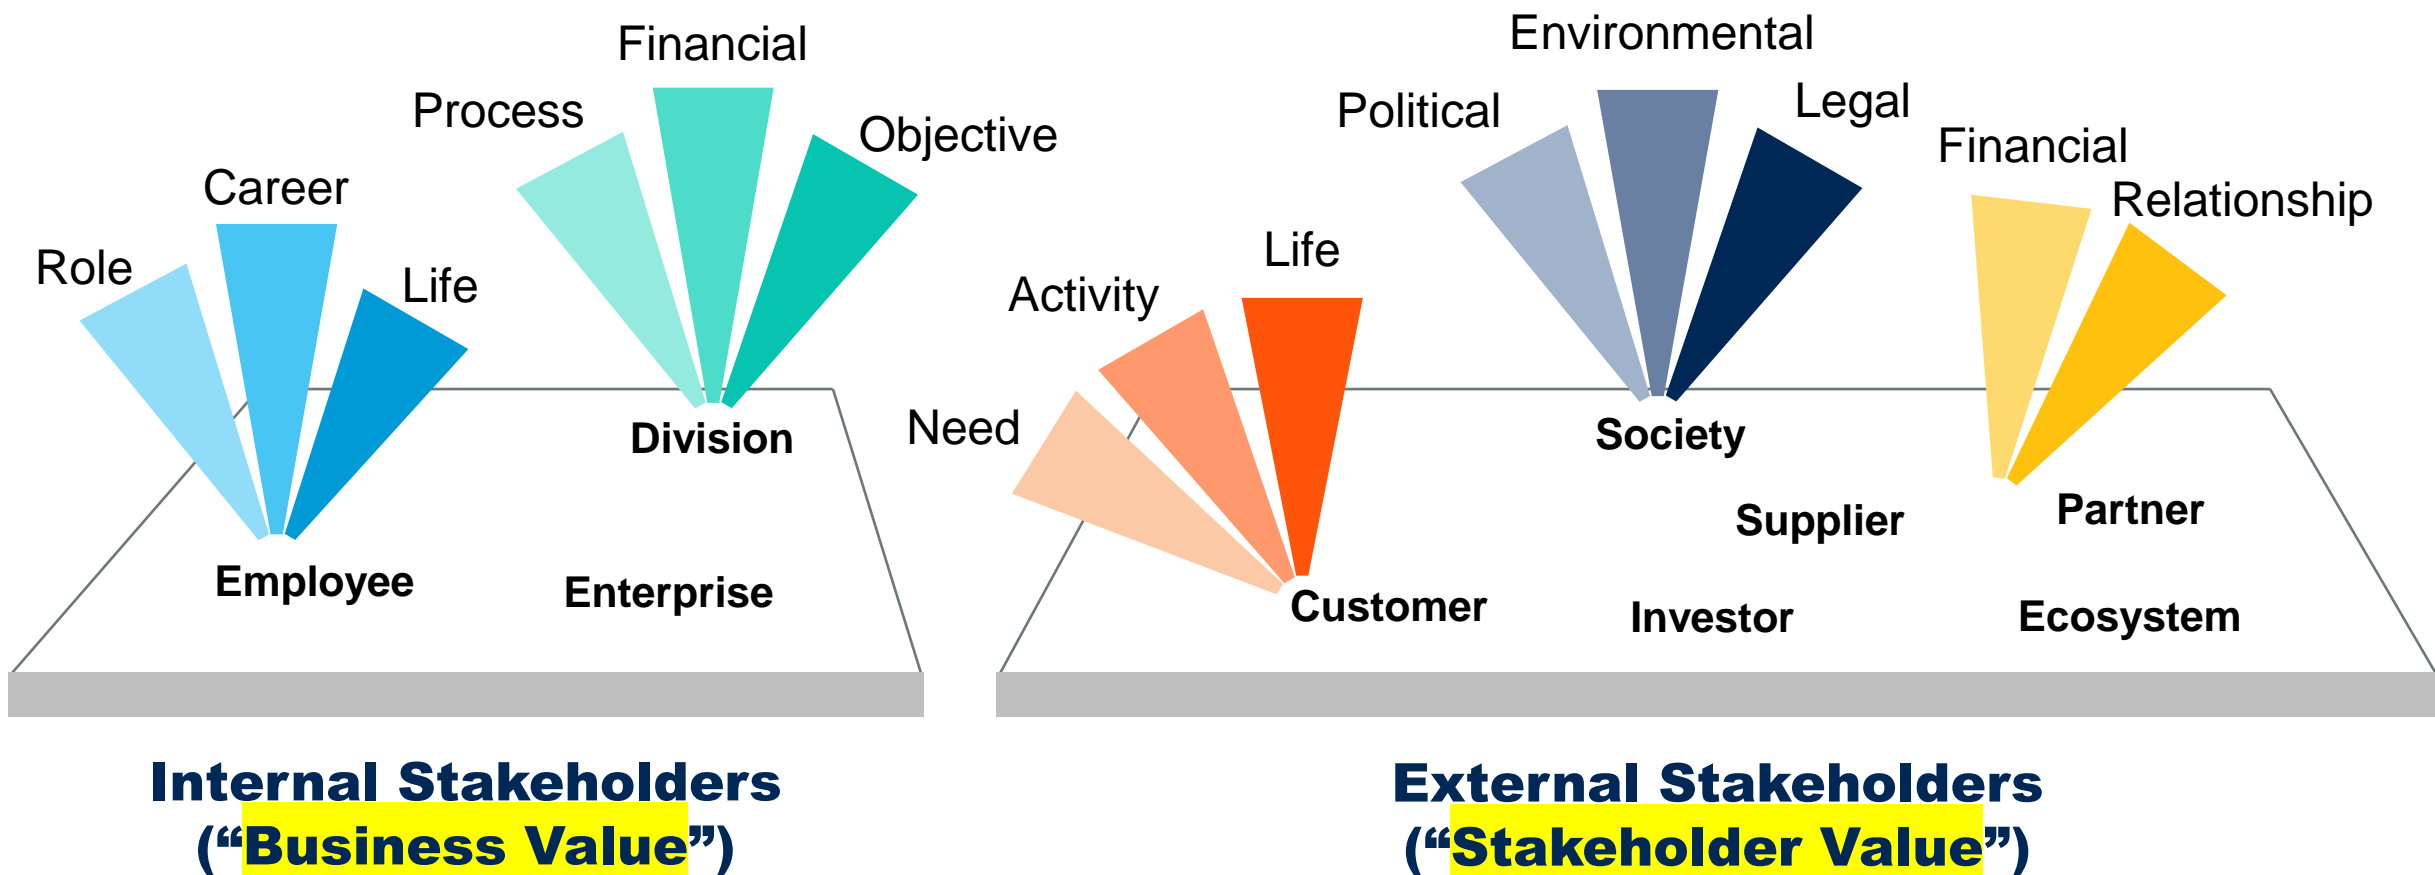 Financial
Process
Objective
Career
Role
Life
Division
Employee
Enterprise
Internal Stakeholders
(“Business Value”)
Environmental
Political
Legal
Financial
Relationship
Life
Activity
Need
Society
Supplier
Partner
Customer
Investor
Ecosystem
External Stakeholders
(“Stakeholder Value”)